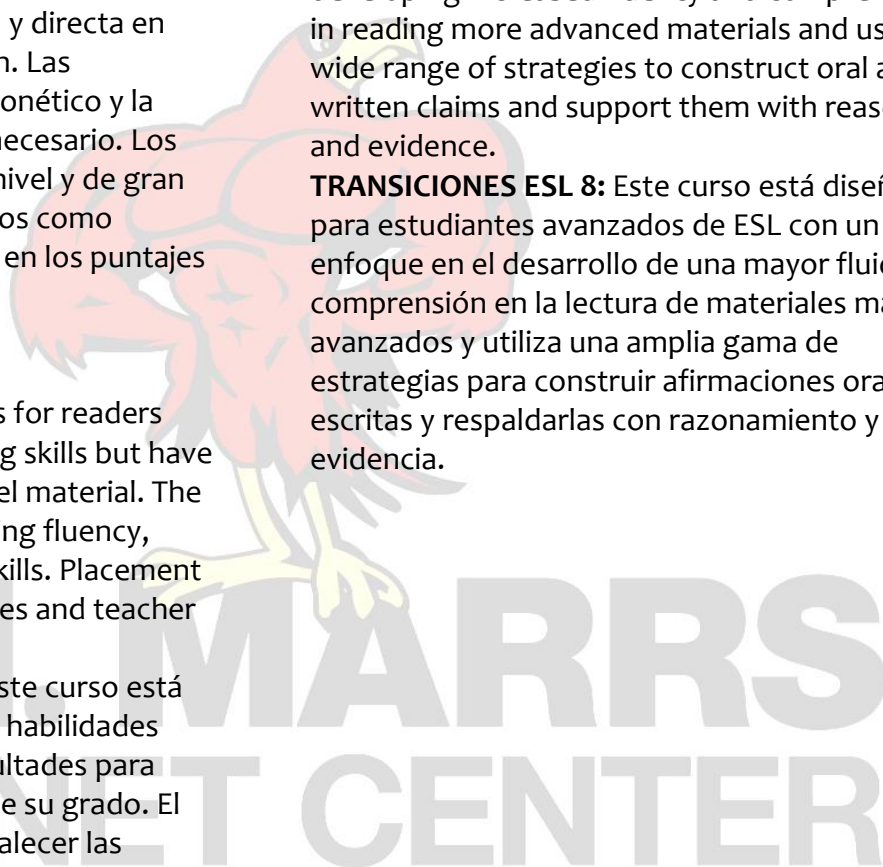 y directa en
n. Las
onético y la
necesario. Los
nivel y de gran
os como
en los puntajes
s for readers
g skills but have
el material. The
ng fluency,
kills. Placement
es and teacher
ste curso está
habilidades
ultades para
e su grado. El
alecer las
in reading more advanced materials and us
wide range of strategies to construct oral a
written claims and support them with reas
and evidence.
TRANSICIONES ESL 8: Este curso está diseñ
para estudiantes avanzados de ESL con un
enfoque en el desarrollo de una mayor fluid
comprensión en la lectura de materiales má
avanzados y utiliza una amplia gama de
estrategias para construir afirmaciones ora
escritas y respaldarlas con razonamiento y
evidencia.
. MARRS
NET CENTER